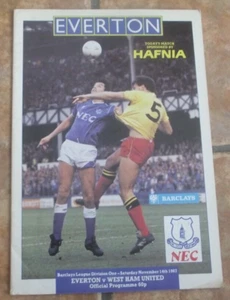 EVERTON
TODAY'S MATCH
SPONSORED BY
HAFNIA
NEC
5
BARCLAYS
NEC
Barclays League Division One - Saturday November 14th 1987
EVERTON v WEST HAM UNITED
Official Programme 60p